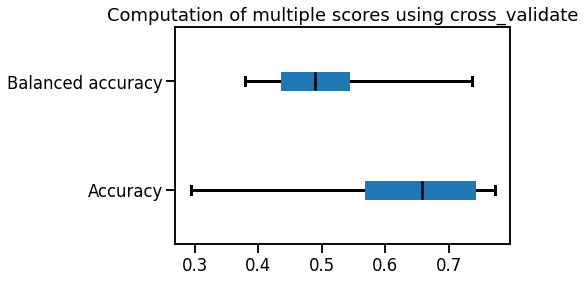 Computation of multiple scores using cross_validate
Balanced accuracy
Accuracy
0.3 0.4 0.5 0.6 0.7